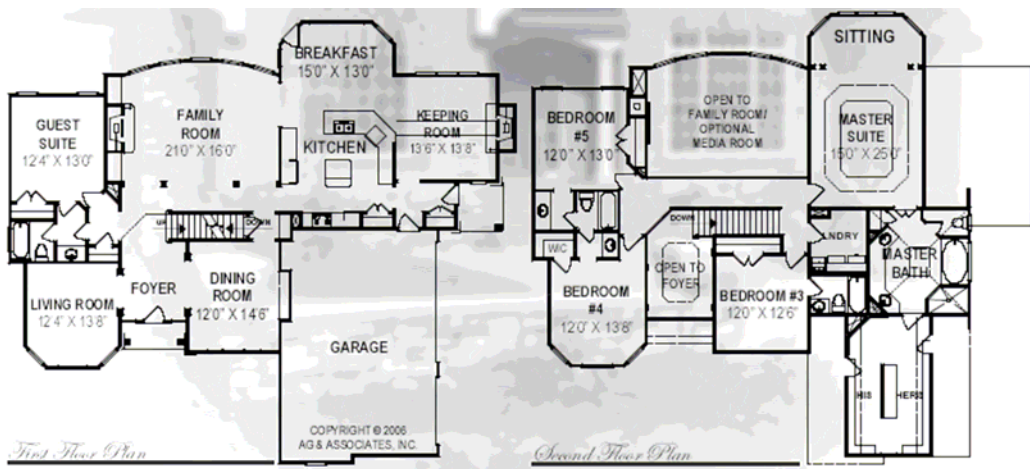 BREAKFAST
15'0" X 13'0"
FAMILY
ROOM
21'0" X 16'0"
GUEST
SUITE
12'4" X 13'0"
KEEPING
ROOM
13'6" X 13'8"
KITCHEN
UP
DOWN
LIVING ROOM
12'4" X 13'8"
FOYER
DINING
ROOM
12'0" X 14'6"
GARAGE
COPYRIGHT © 2006
AG & ASSOCIATES, INC.
First Floor Plan
SITTING
OPEN TO
FAMILY ROOM/
OPTIONAL
MEDIA ROOM
BEDROOM
#5
12'0" X 13'0"
MASTER
SUITE
15'0" X 25'0"
DOWN
WIC
LNDRY
MASTER
BATH
OPEN TO
FOYER
BEDROOM
#4
12'0" X 13'8"
BEDROOM #3
12'0" X 12'6"
HIS
HERS
Second Floor Plan